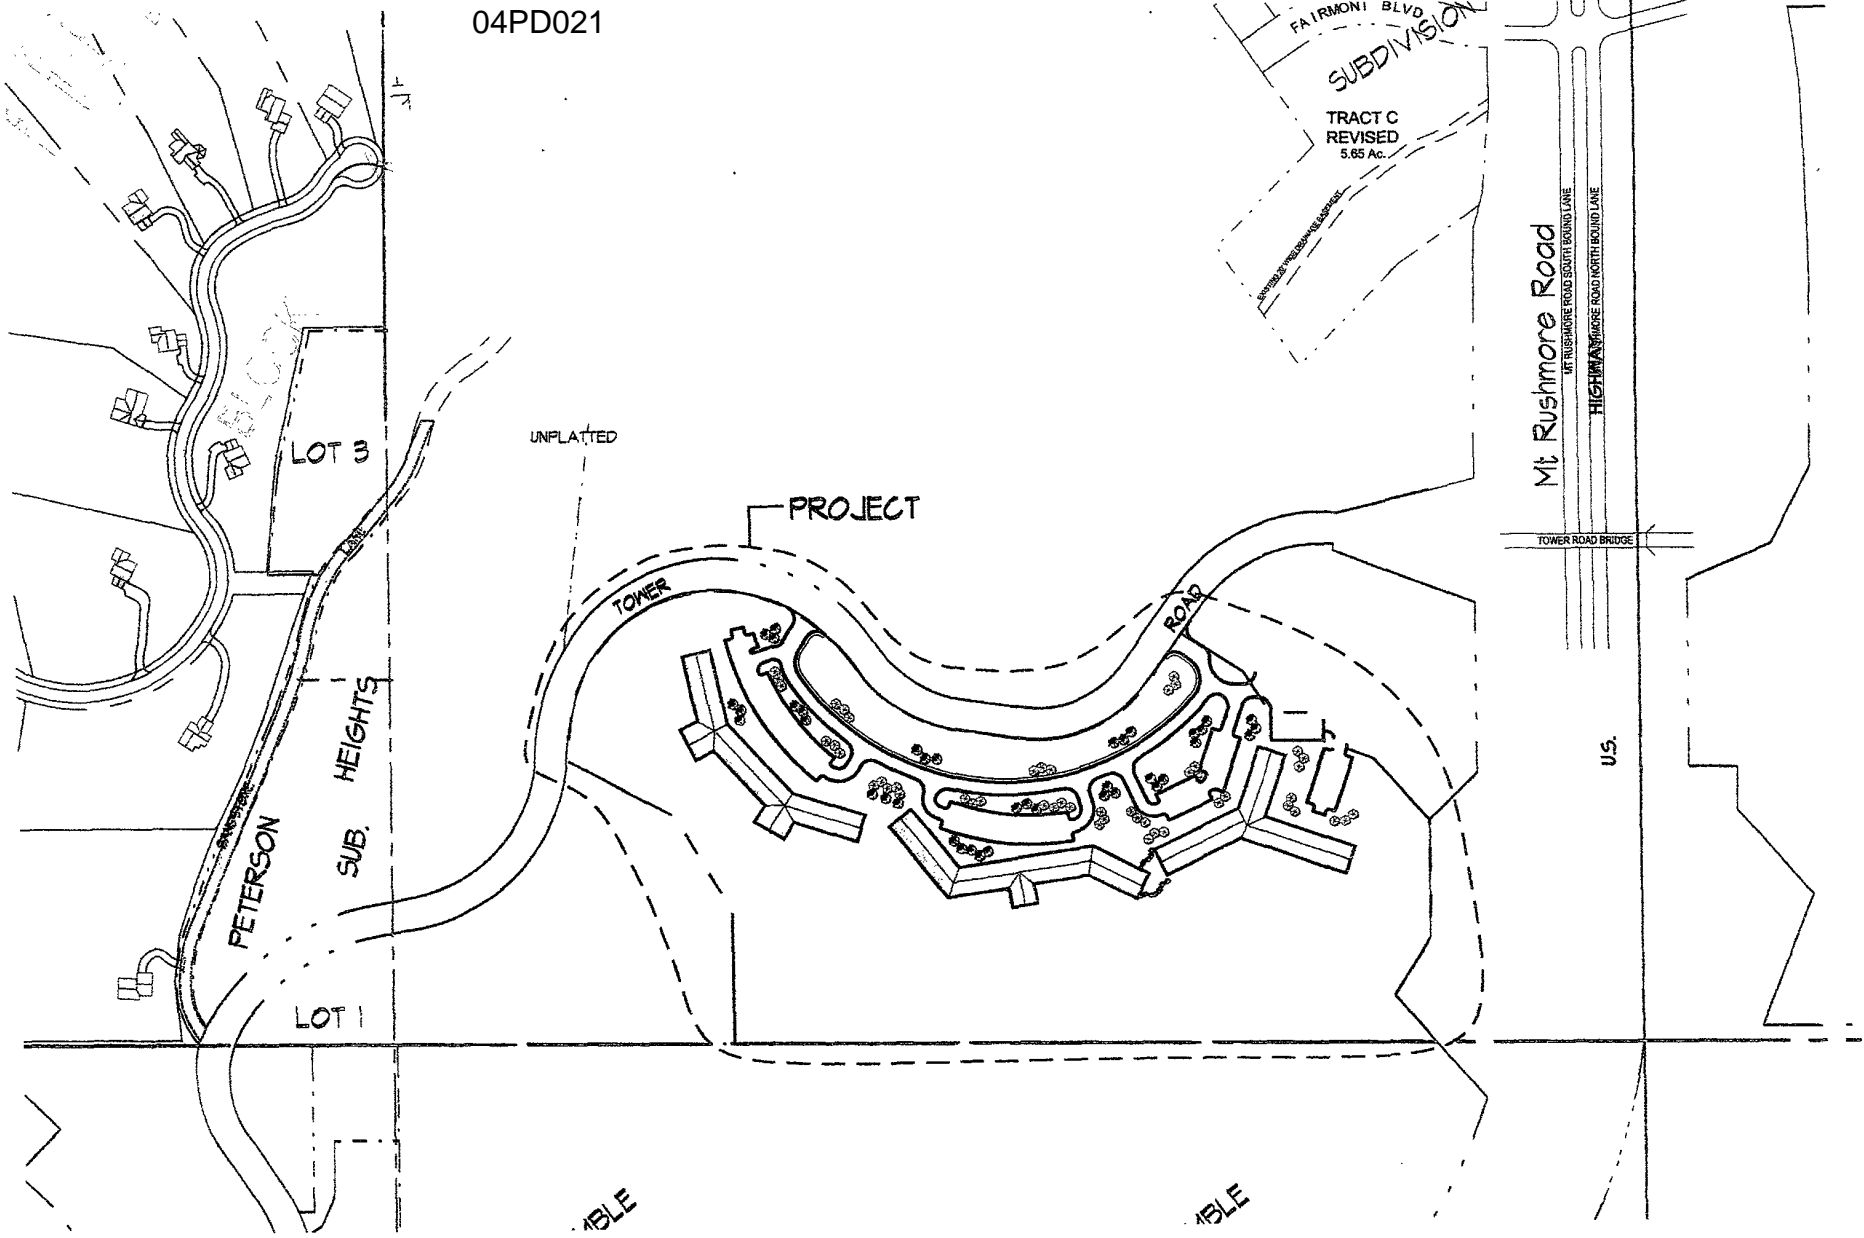 04PD021
FAIRMONT BLVD
SUBDIVISION
TRACT C
REVISED
5.65 Ac.
Mt Rushmore Road
MT RUSHMORE ROAD SOUTH BOUND LANE
HIGHWAY
RUSHMORE ROAD NORTH BOUND LANE
BLOCK
LOT 3
UNPLATTED
PROJECT
LANE
TOWER ROAD BRIDGE
TOWER
ROAD
PETERSON
HEIGHTS
SUB.
U.S.
LOT 1